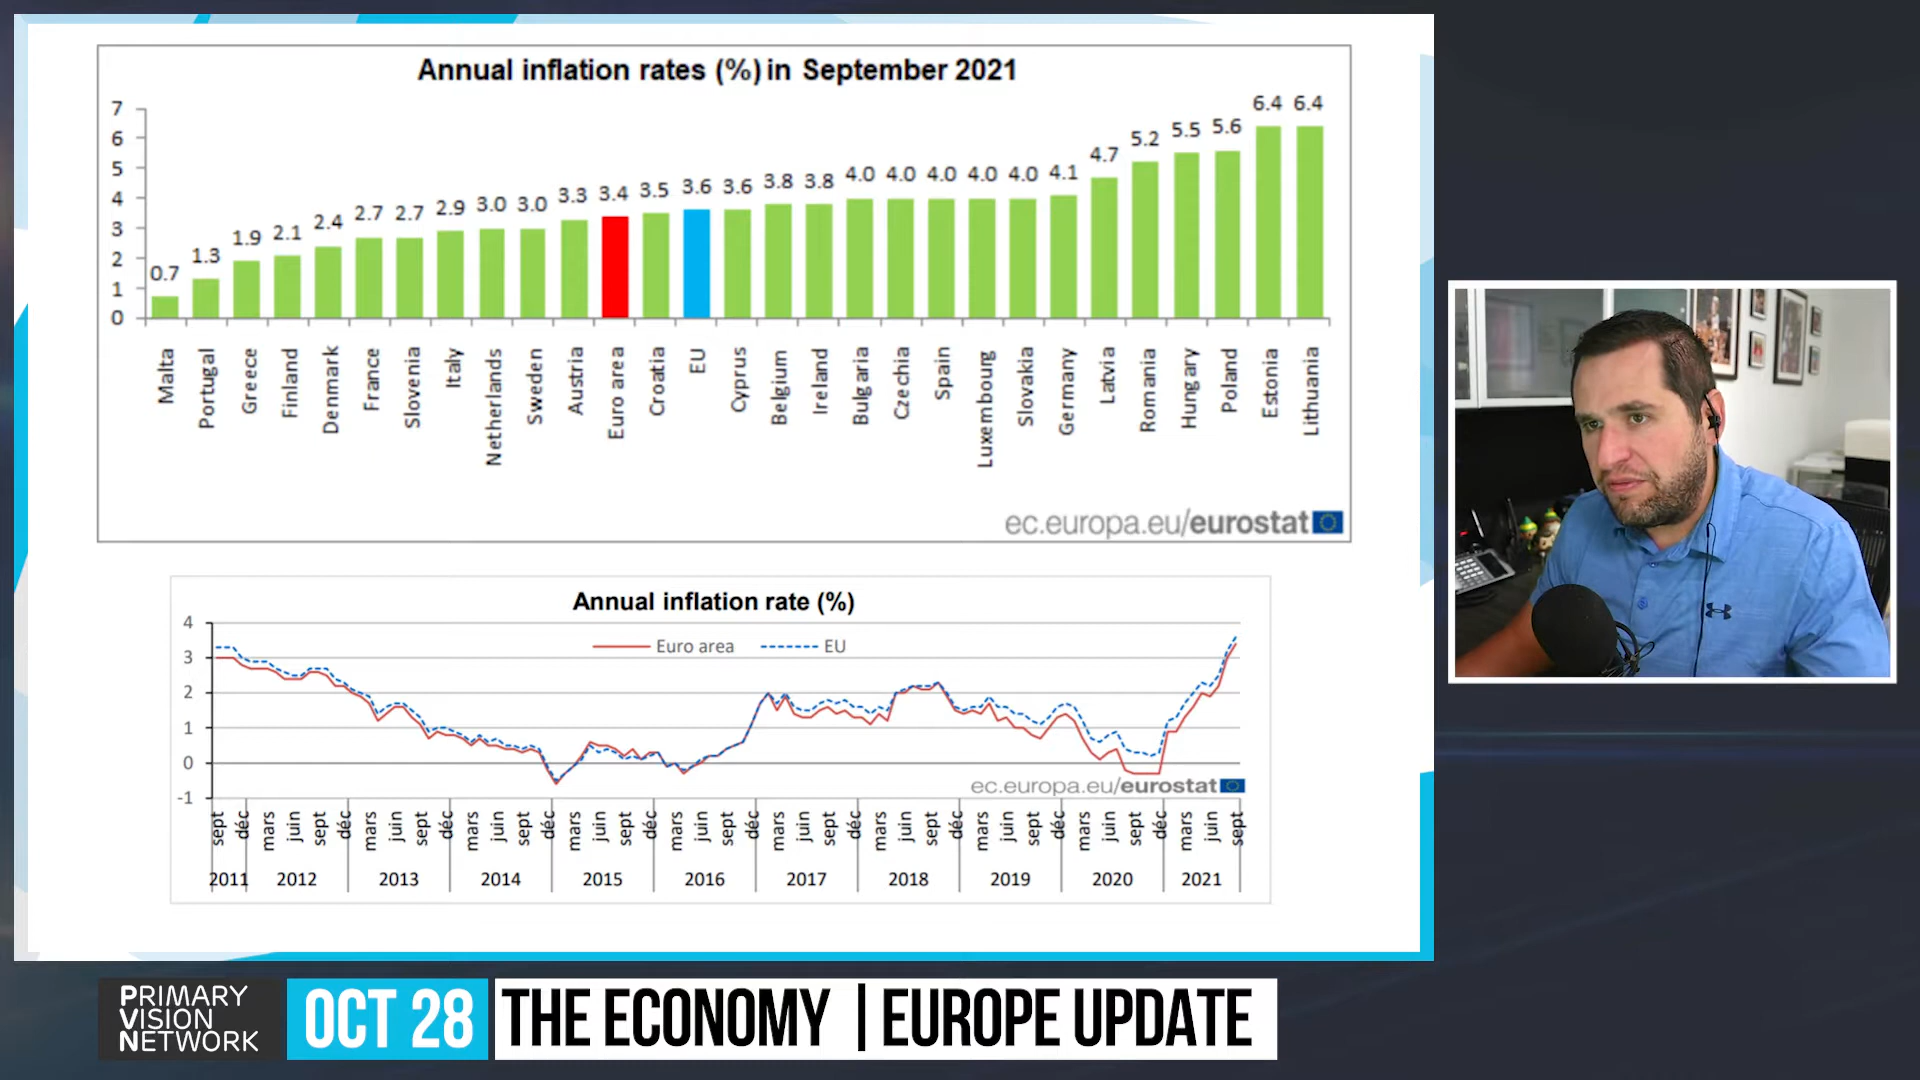 Annual inflation rates (%) in September 2021
7
6
5
4
3
2
1
0
0.7 1.3 1.9 2.1 2.4 2.7 2.7 2.9 3.0 3.0 3.3 3.4 3.5 3.6 3.6 3.8 3.8 4.0 4.0 4.0 4.0 4.0 4.1 4.7 5.2 5.5 5.6 6.4 6.4
Malta Portugal Greece Finland Denmark France Slovenia Italy Netherlands Sweden Austria Euro area Croatia EU Cyprus Belgium Ireland Bulgaria Czechia Spain Luxembourg Slovakia Germany Latvia Romania Hungary Poland Estonia Lithuania
ec.europa.eu/eurostat
Annual inflation rate (%)
Euro area EU
4
3
2
1
0
-1
ec.europa.eu/eurostat
sept déc mars juin sept déc mars juin sept déc mars juin sept déc mars juin sept déc mars juin sept déc mars juin sept déc mars juin sept déc mars juin sept déc mars juin sept déc mars juin sept
2011 2012 2013 2014 2015 2016 2017 2018 2019 2020 2021
PRIMARY
VISION
NETWORK
OCT 28
THE ECONOMY | EUROPE UPDATE